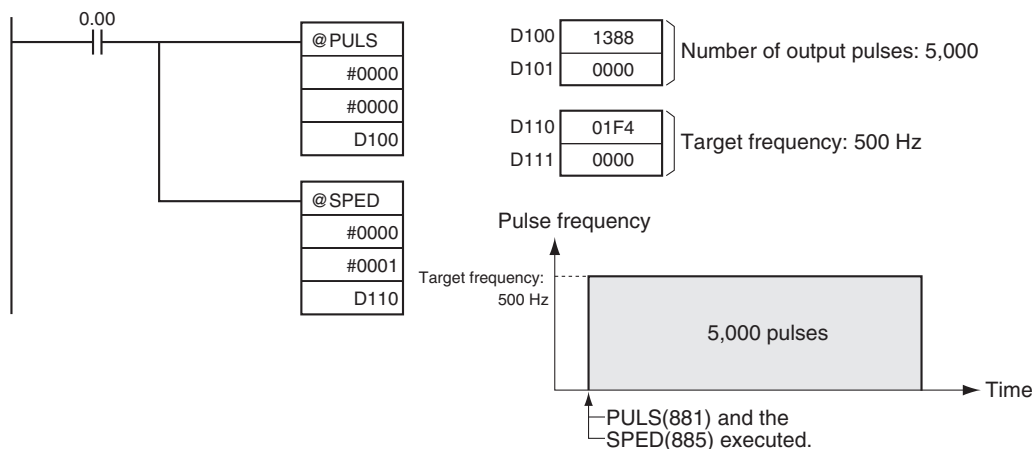 0.00
@PULS
#0000
#0000
D100
@SPED
#0000
#0001
D110
D100 1388
D101 0000
Number of output pulses: 5,000
D110 01F4
D111 0000
Target frequency: 500 Hz
Pulse frequency
Target frequency:
500 Hz
5,000 pulses
Time
PULS(881) and the
SPED(885) executed.